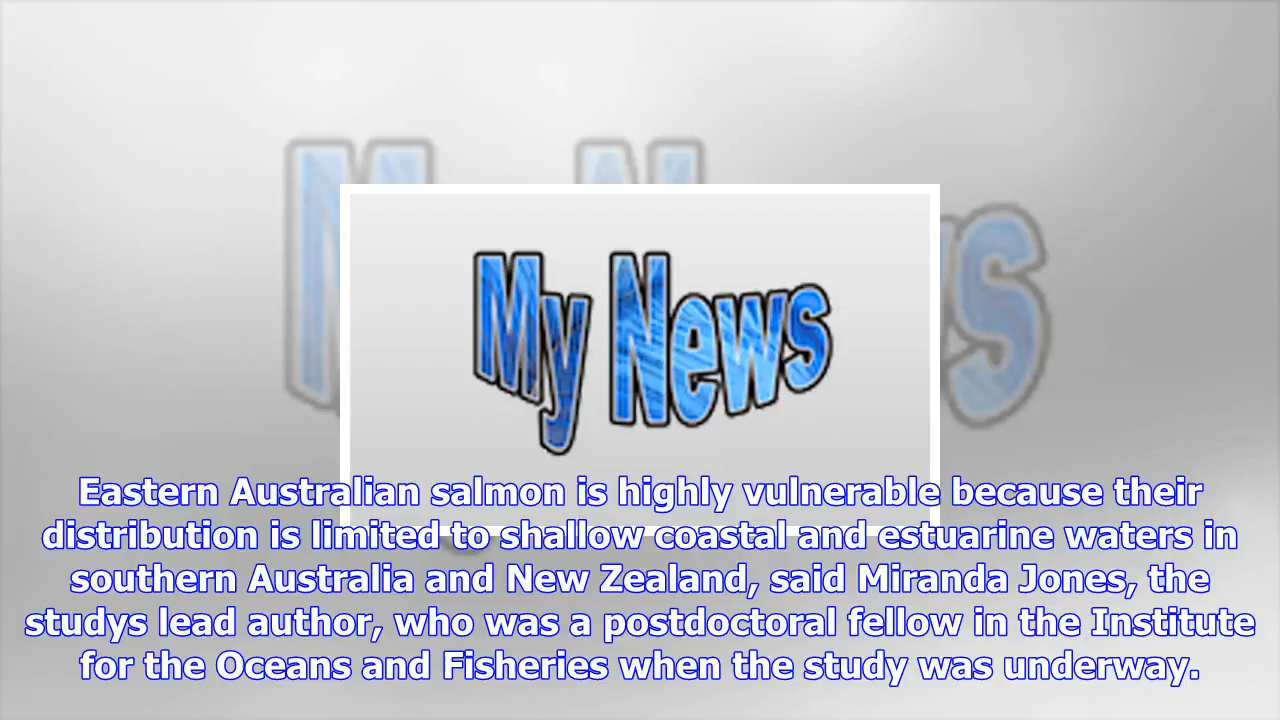 My News
Eastern Australian salmon is highly vulnerable because their
distribution is limited to shallow coastal and estuarine waters in
southern Australia and New Zealand, said Miranda Jones, the
studys lead author, who was a postdoctoral fellow in the Institute
for the Oceans and Fisheries when the study was underway.